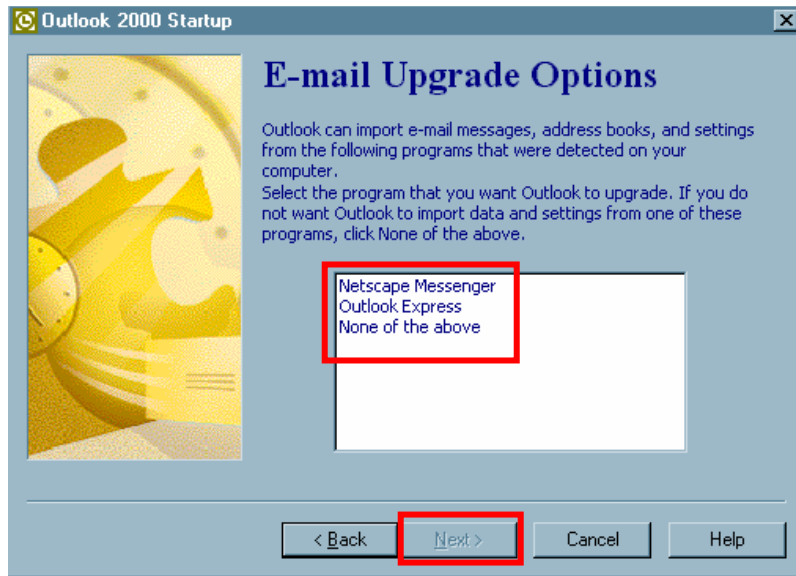 Outlook 2000 Startup
E-mail Upgrade Options
Outlook can import e-mail messages, address books, and settings
from the following programs that were detected on your
computer.
Select the program that you want Outlook to upgrade. If you do
not want Outlook to import data and settings from one of these
programs, click None of the above.
Netscape Messenger
Outlook Express
None of the above
< Back Next > Cancel Help